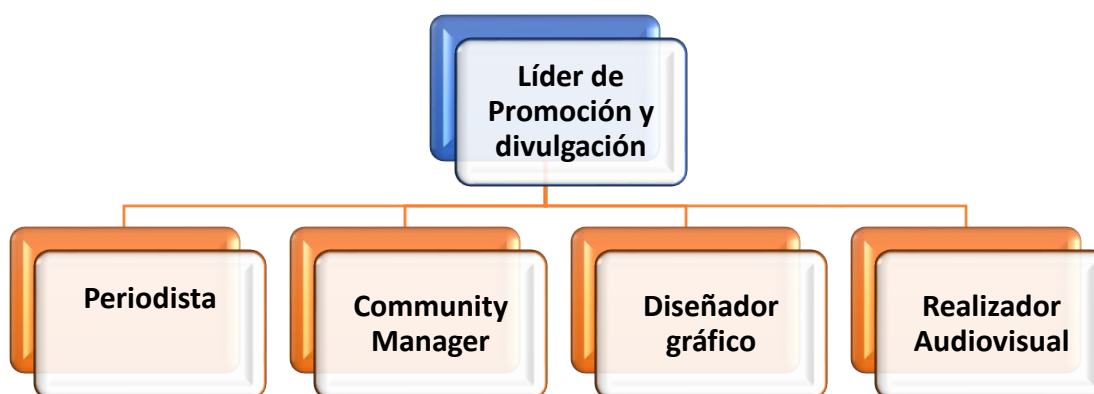 Líder de
Promoción y
divulgación
Periodista
Community
Manager
Diseñador
gráfico
Realizador
Audiovisual